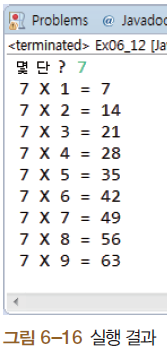 Problems @ Javadoc
<terminated> Ex06_12 [Jav
몇 단 ? 7
7 X 1 = 7
7 X 2 = 14
7 X 3 = 21
7 X 4 = 28
7 X 5 = 35
7 X 6 = 42
7 X 7 = 49
7 X 8 = 56
7 X 9 = 63
그림 6-16 실행 결과